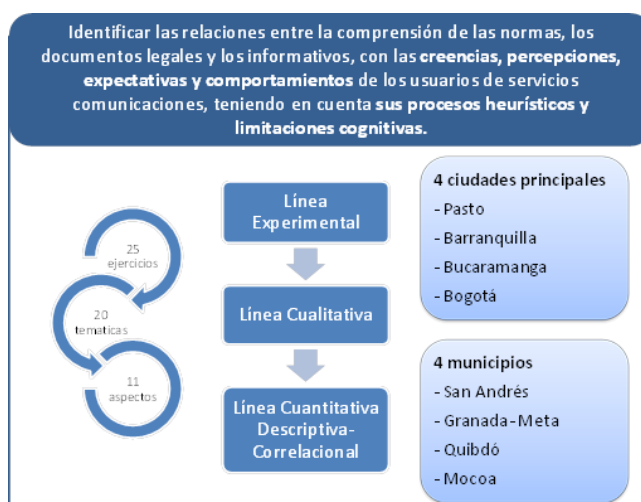 Identificar las relaciones entre la comprensión de las normas, los
documentos legales y los informativos, con las creencias, percepciones,
expectativas y comportamientos de los usuarios de servicios
comunicaciones, teniendo en cuenta sus procesos heurísticos y
limitaciones cognitivas.
25
ejercicios
20
tematicas
11
aspectos
Línea
Experimental
Línea Cualitativa
Línea Cuantitativa
Descriptiva-
Correlacional
4 ciudades principales
- Pasto
- Barranquilla
- Bucaramanga
- Bogotá
4 municipios
- San Andrés
- Granada-Meta
- Quibdó
- Mocoa